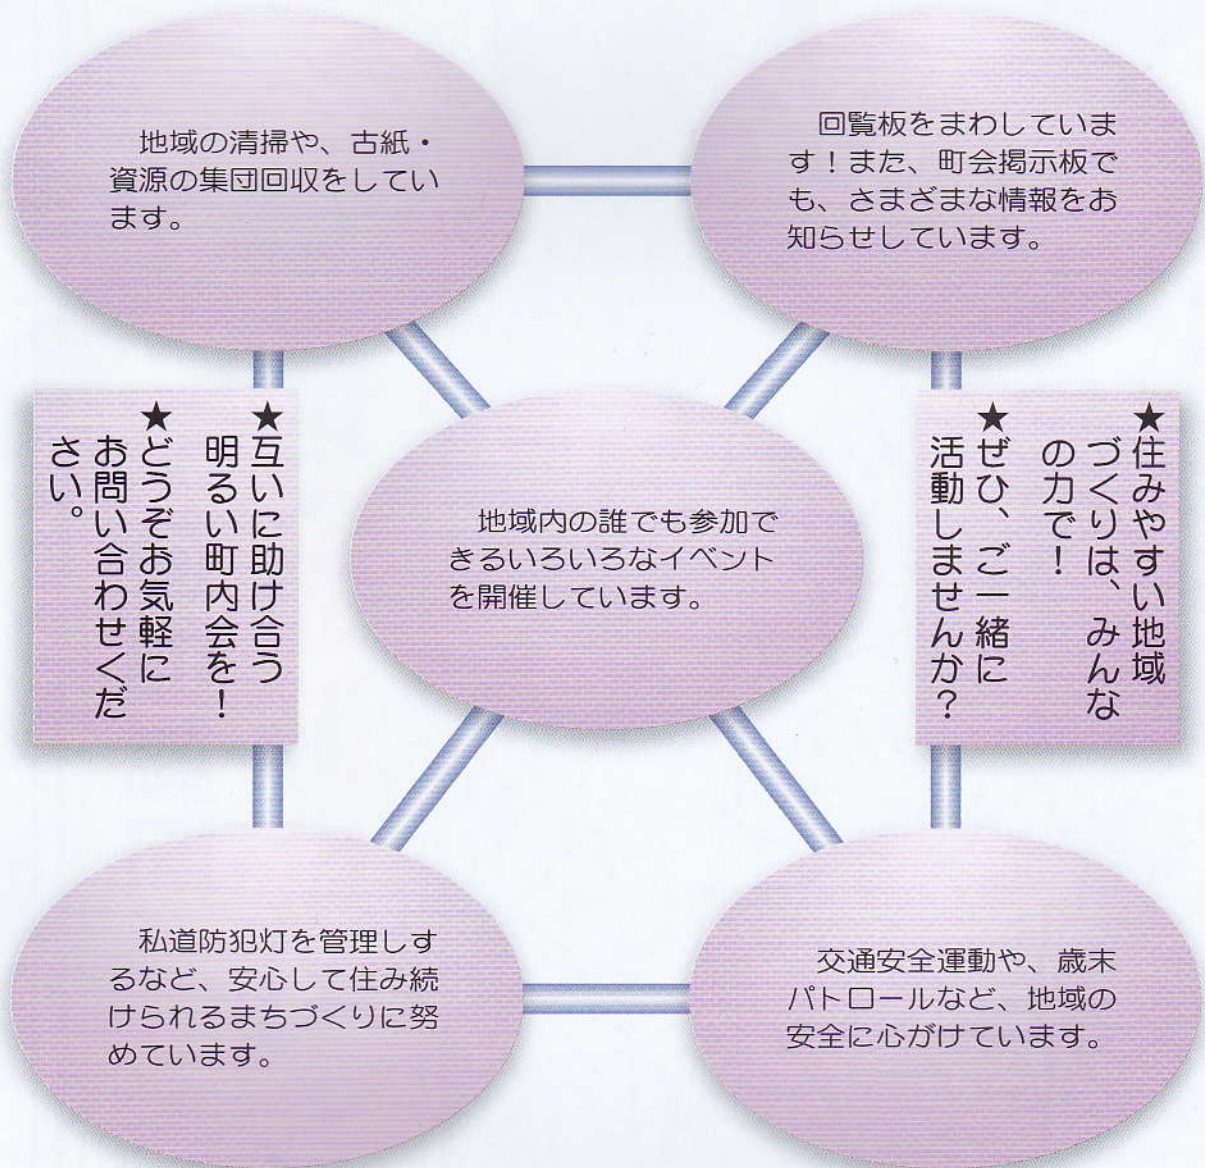 地域の清掃や、古紙・
資源の集団回収をしてい
ます。
回覧板をまわしていま
す！また、町会掲示板で
も、さまざまな情報をお
知らせしています。
★住みやすい地域
づくりは、みんな
の力で！
★ぜひ、ご一緒に
活動しませんか？
地域内の誰でも参加で
きるいろいろなイベント
を開催しています。
★互いに助け合う
明るい町内会を！
★どうぞお気軽に
お問い合わせくだ
さい。
私道防犯灯を管理しす
るなど、安心して住み続
けられるまちづくりに努
めています。
交通安全運動や、歳末
パトロールなど、地域の
安全に心がけています。